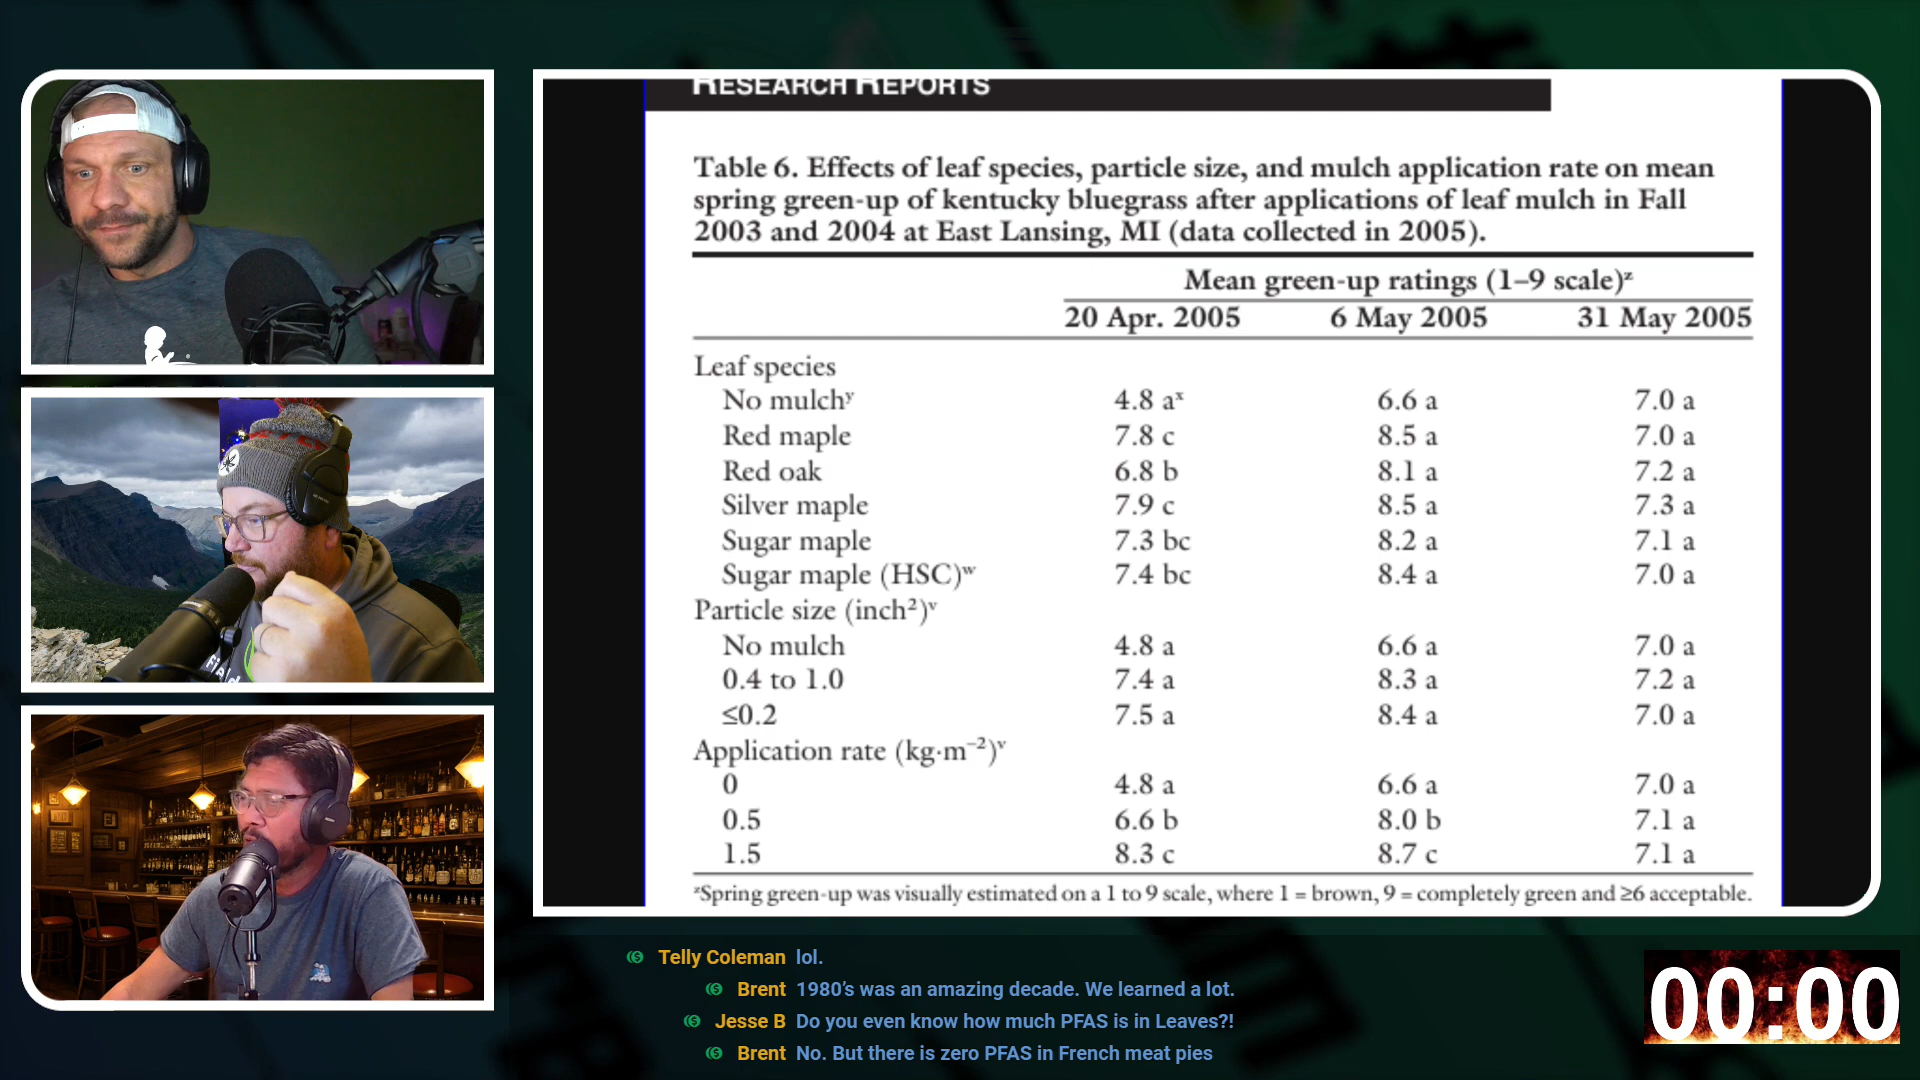 RESEARCH REPORTS
Table 6. Effects of leaf species, particle size, and mulch application rate on mean
spring green-up of kentucky bluegrass after applications of leaf mulch in Fall
2003 and 2004 at East Lansing, MI (data collected in 2005).
Mean green-up ratings (1–9 scale)ᶻ
20 Apr. 2005 6 May 2005 31 May 2005
Leaf species
No mulchʸ 4.8 aˣ 6.6 a 7.0 a
Red maple 7.8 c 8.5 a 7.0 a
Red oak 6.8 b 8.1 a 7.2 a
Silver maple 7.9 c 8.5 a 7.3 a
Sugar maple 7.3 bc 8.2 a 7.1 a
Sugar maple (HSC)ʷ 7.4 bc 8.4 a 7.0 a
Particle size (inch²)ᵛ
No mulch 4.8 a 6.6 a 7.0 a
0.4 to 1.0 7.4 a 8.3 a 7.2 a
≤0.2 7.5 a 8.4 a 7.0 a
Application rate (kg·m⁻²)ᵛ
0 4.8 a 6.6 a 7.0 a
0.5 6.6 b 8.0 b 7.1 a
1.5 8.3 c 8.7 c 7.1 a
ᶻSpring green-up was visually estimated on a 1 to 9 scale, where 1 = brown, 9 = completely green and ≥6 acceptable.
Telly Coleman lol.
Brent 1980's was an amazing decade. We learned a lot.
Jesse B Do you even know how much PFAS is in Leaves?!
Brent No. But there is zero PFAS in French meat pies
00:00